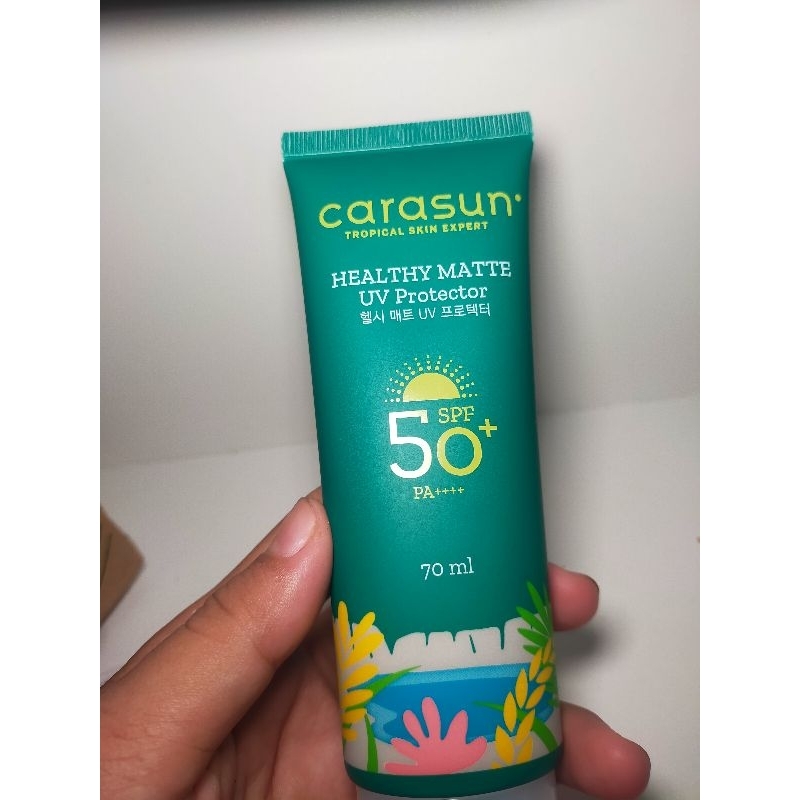 carasun
TROPICAL SKIN EXPERT
HEALTHY MATTE
UV Protector
헬시 매트 UV 프로텍터
SPF
50+
PA++++
70 ml